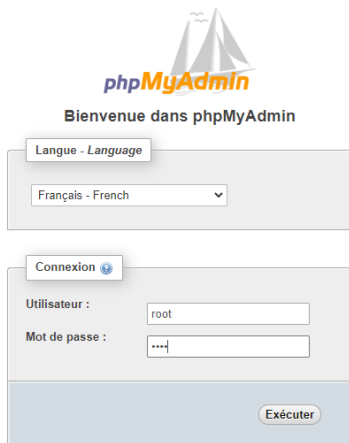 phpMyAdmin
Bienvenue dans phpMyAdmin
Langue - Language
Français - French
Connexion
Utilisateur :
root
Mot de passe :
••••
Exécuter